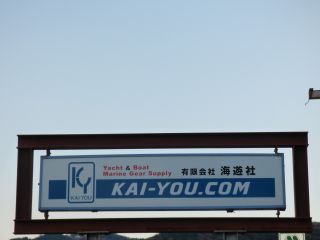 KY
KAI YOU
Yacht & Boat
Marine Gear Supply
有限会社 海遊社
KAI-YOU.COM